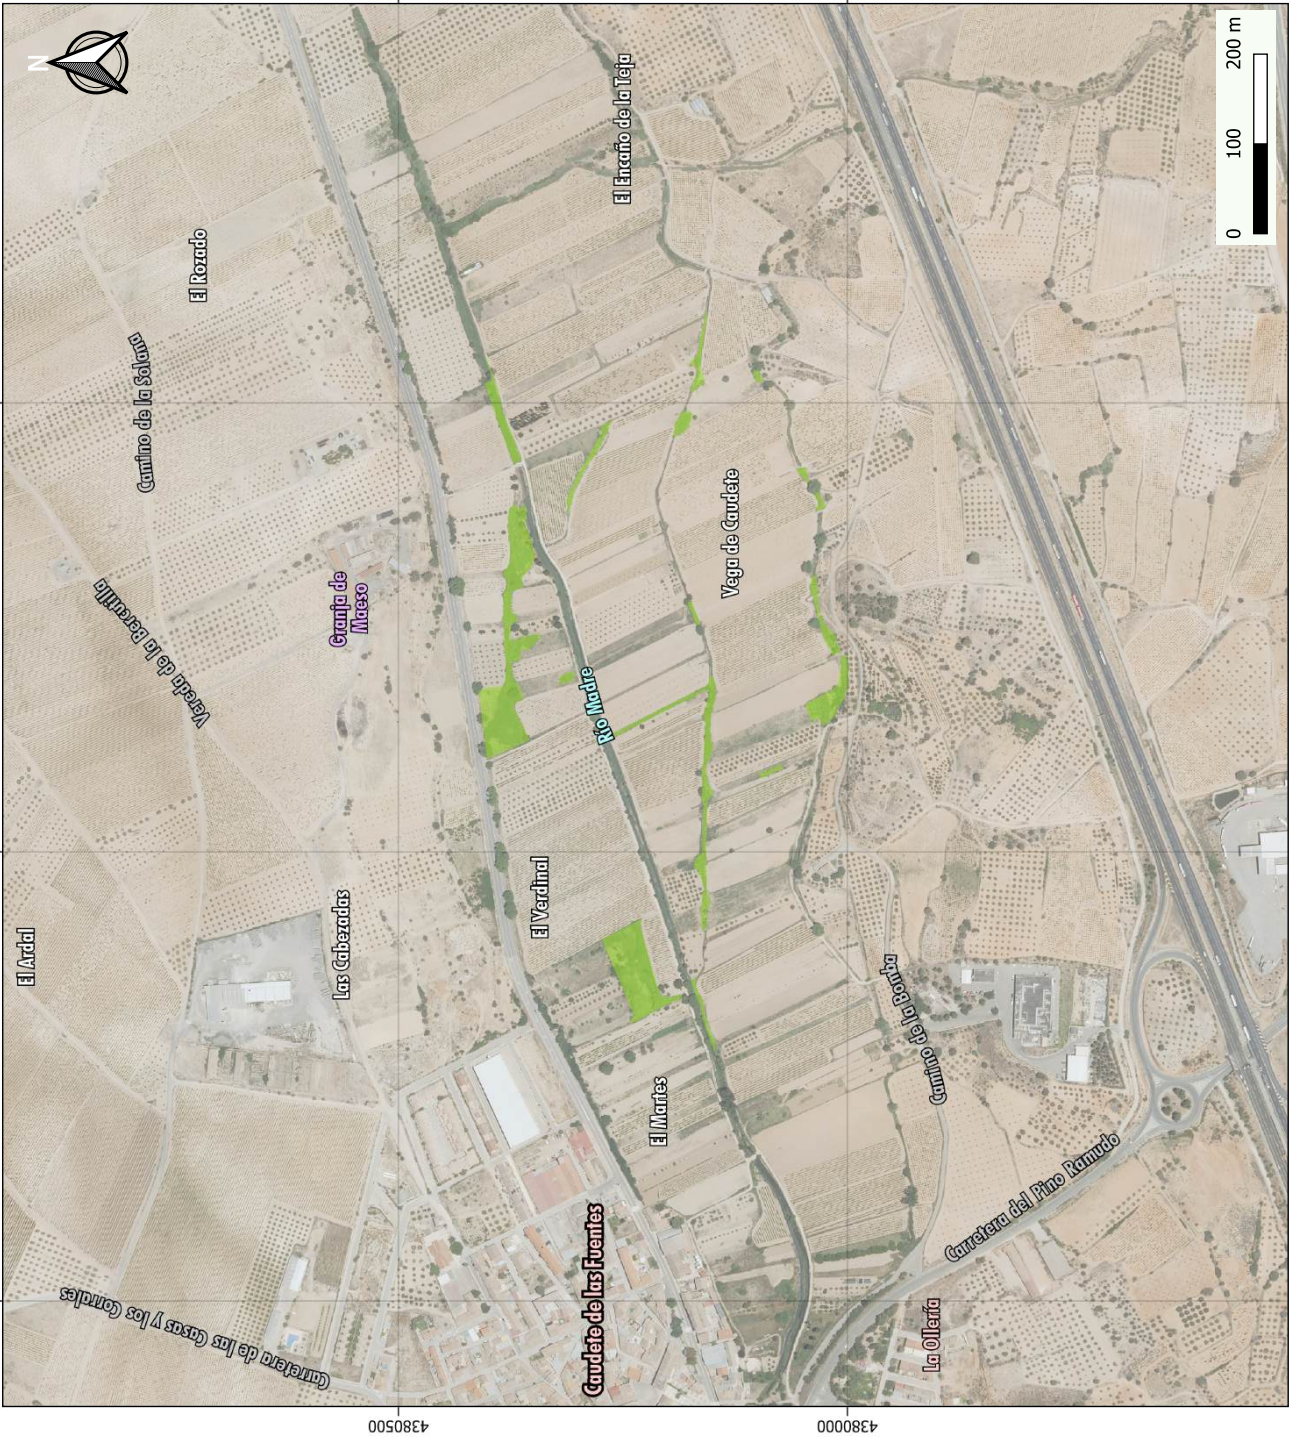 N
0 100 200 m
El Encaño de la Teja
El Rozado
Camino de la Solana
Vereda de la Bercutilla
Granja de
Maeso
Vega de Caudete
Río Madre
El Verdinal
Las Cabezadas
El Ardal
El Martes
Camino de la Bomba
Carretera del Pino Ramudo
Caudete de las Fuentes
Carretera de las Casas y los Corrales
La Ollería
4380500
4380000